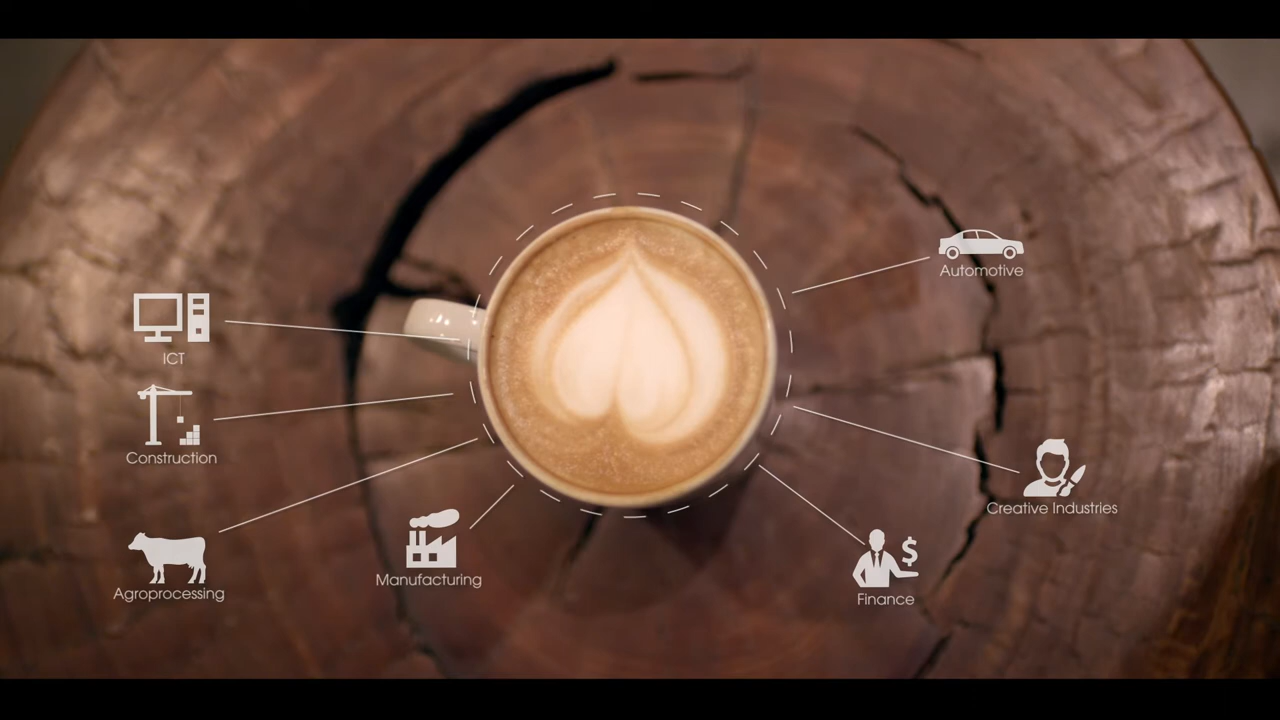 Automotive
ICT
Construction
Creative Industries
Manufacturing
Agroprocessing
Finance